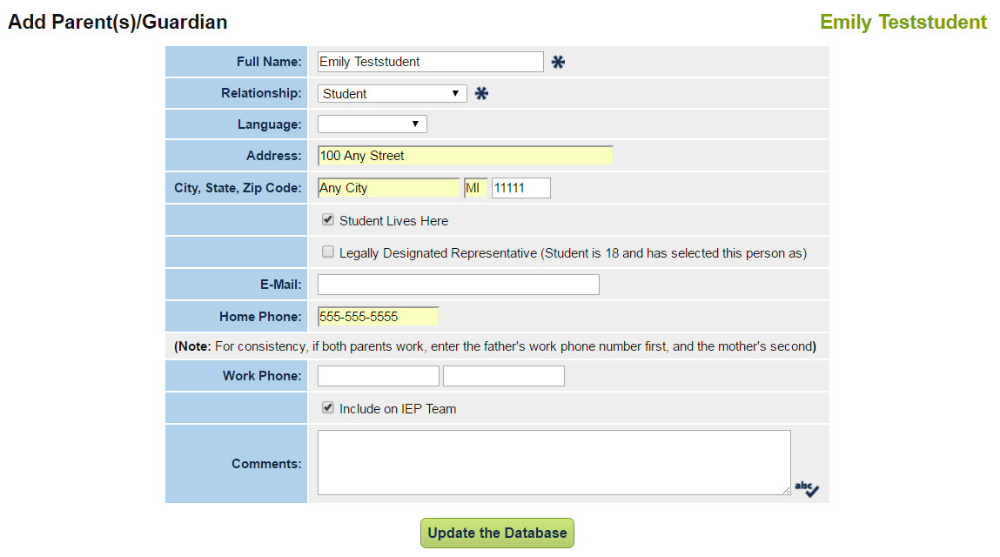 Add Parent(s)/Guardian Emily Teststudent
Full Name: Emily Teststudent *
Relationship: Student *
Language:
Address: 100 Any Street
City, State, Zip Code: Any City MI 11111
Student Lives Here
Legally Designated Representative (Student is 18 and has selected this person as)
E-Mail:
Home Phone: 555-555-5555
(Note: For consistency, if both parents work, enter the father's work phone number first, and the mother's second)
Work Phone:
Include on IEP Team
Comments:
abc
Update the Database